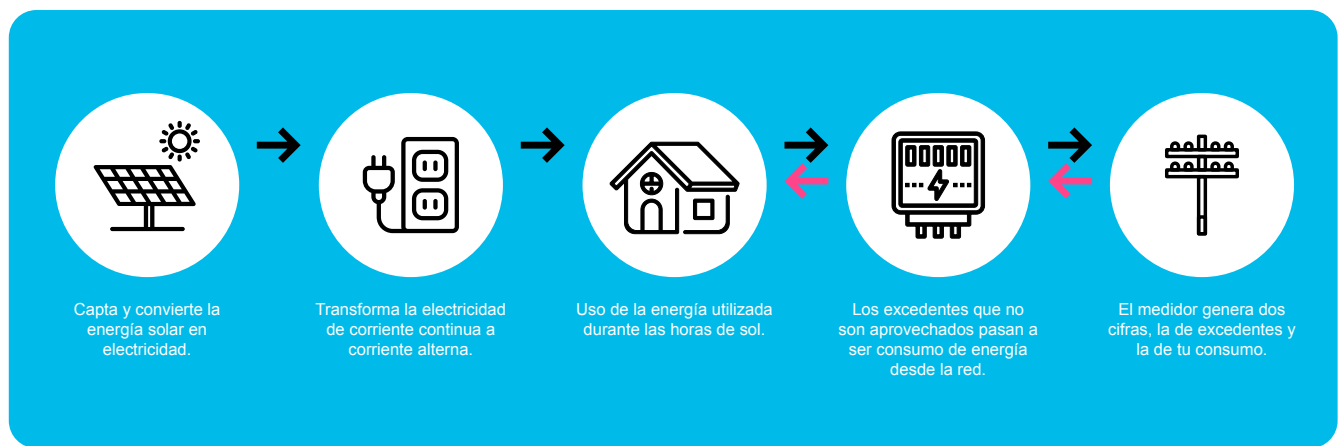 Capta y convierte la
energía solar en
electricidad.
Transforma la electricidad
de corriente continua a
corriente alterna.
Uso de la energía utilizada
durante las horas de sol.
Los excedentes que no
son aprovechados pasan a
ser consumo de energía
desde la red.
El medidor genera dos
cifras, la de excedentes y
la de tu consumo.